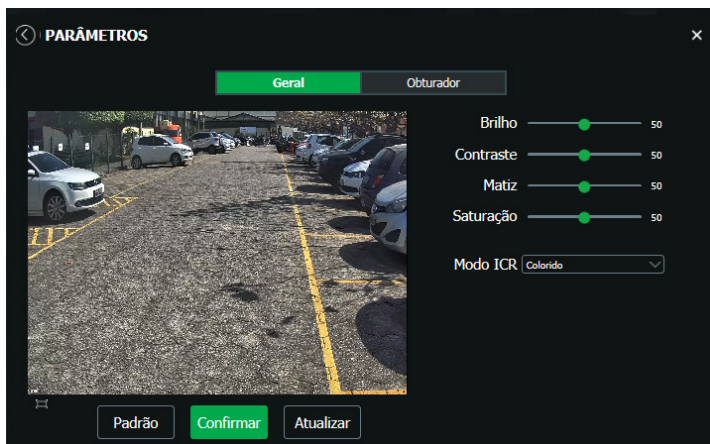 PARÂMETROS
Geral
Obturador
Brilho 50
Contraste 50
Matiz 50
Saturação 50
Modo ICR Colorido
Padrão
Confirmar
Atualizar